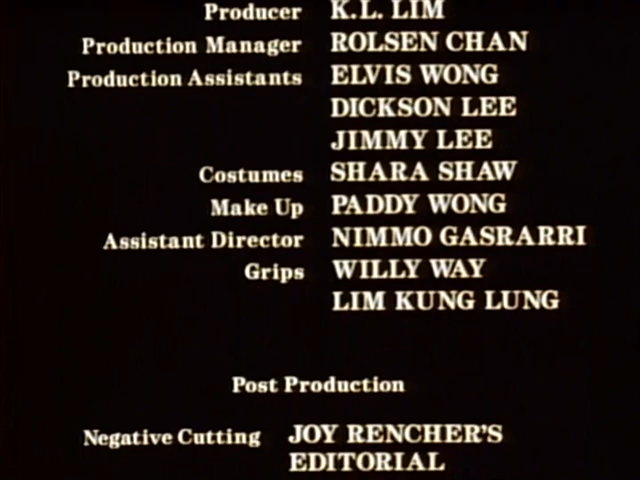 Producer K.L. LIM
Production Manager ROLSEN CHAN
Production Assistants ELVIS WONG
DICKSON LEE
JIMMY LEE
Costumes SHARA SHAW
Make Up PADDY WONG
Assistant Director NIMMO GASRARRI
Grips WILLY WAY
LIM KUNG LUNG
Post Production
Negative Cutting JOY RENCHER'S
EDITORIAL